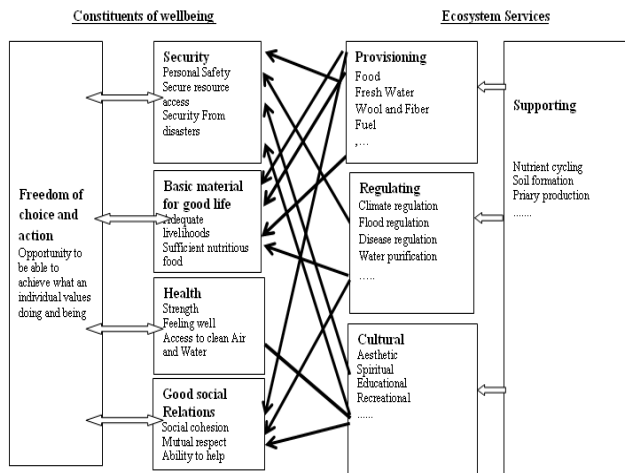 Constituents of wellbeing
Ecosystem Services
Freedom of
choice and
action
Opportunity to
be able to
achieve what an
individual values
doing and being
Security
Personal Safety
Secure resource
access
Security From
disasters
Basic material
for good life
Adequate
livelihoods
Sufficient nutritious
food
Health
Strength
Feeling well
Access to clean Air
and Water
Good social
Relations
Social cohesion
Mutual respect
Ability to help
Provisioning
Food
Fresh Water
Wool and Fiber
Fuel
,...
Regulating
Climate regulation
Flood regulation
Disease regulation
Water purification
.....
Cultural
Aesthetic
Spiritual
Educational
Recreational
......
Supporting
Nutrient cycling
Soil formation
Priary production
.......